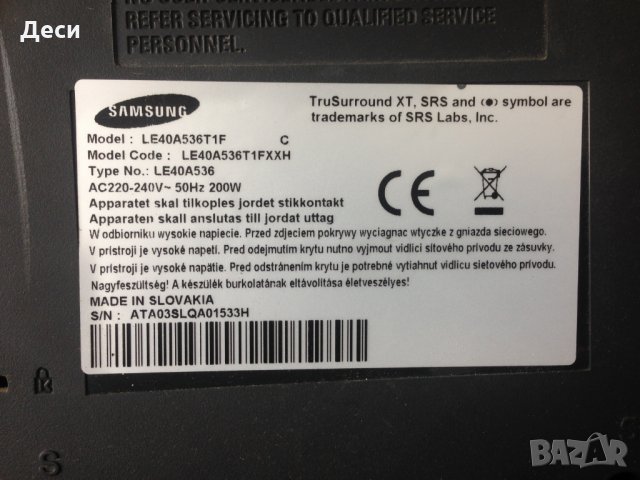 Деси
REFER SERVICING TO QUALIFIED SERVICE
PERSONNEL.
SAMSUNG
TruSurround XT, SRS and (●) symbol are
trademarks of SRS Labs, Inc.
Model : LE40A536T1F C
Model Code : LE40A536T1FXXH
Type No.: LE40A536
AC220-240V~ 50Hz 200W
Apparatet skal tilkoples jordet stikkontakt
Apparaten skall anslutas till jordat uttag
W odbiorniku wysokie napiecie. Przed zdjeciem pokrywy wyciagnac wtyczke z gniazda sieciowego.
V prístroji je vysoké napetí. Pred odejmutím krytu nutno vyjmout vidlici sítového prívodu ze zásuvky.
V prístroji je vysoké napätie. Pred odstránením krytu je potrebné vytiahnut vidlicu sietového prívodu.
Nagyfeszültség! A készülék burkolatának eltávolítása életveszélyes!
MADE IN SLOVAKIA
S/N : ATA03SLQA01533H
CE
K
S
BAZAR